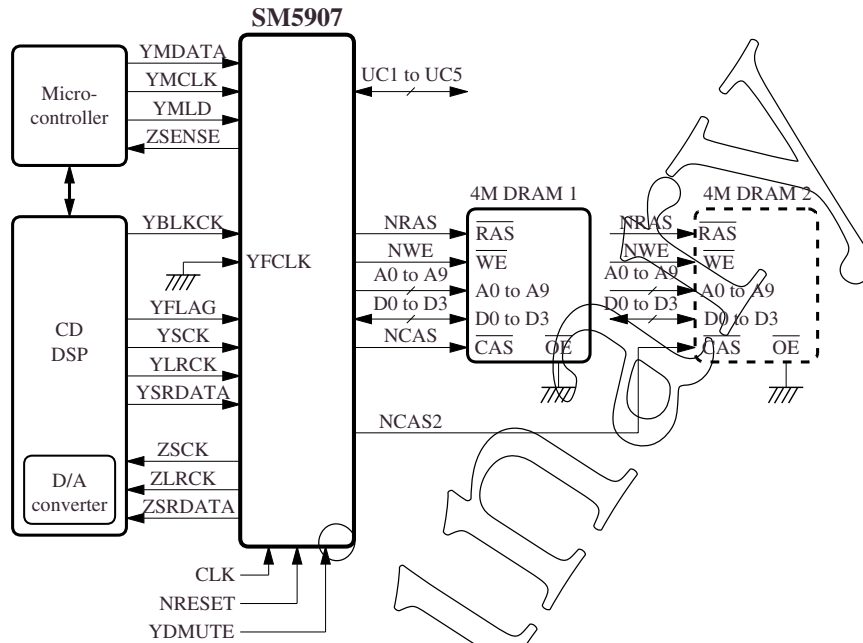 SM5907
YMDATA
YMCLK
YMLD
ZSENSE
Micro-
controller
UC1 to UC5
4M DRAM 1
4M DRAM 2
YBLKCK
YFCLK
NRAS
NWE
A0 to A9
D0 to D3
NCAS
RAS
WE
A0 to A9
D0 to D3
CAS OE
NRAS
NWE
A0 to A9
D0 to D3
RAS
WE
A0 to A9
D0 to D3
CAS OE
CD
DSP
YFLAG
YSCK
YLRCK
YSRDATA
NCAS2
ZSCK
ZLRCK
ZSRDATA
D/A
converter
CLK
NRESET
YDMUTE